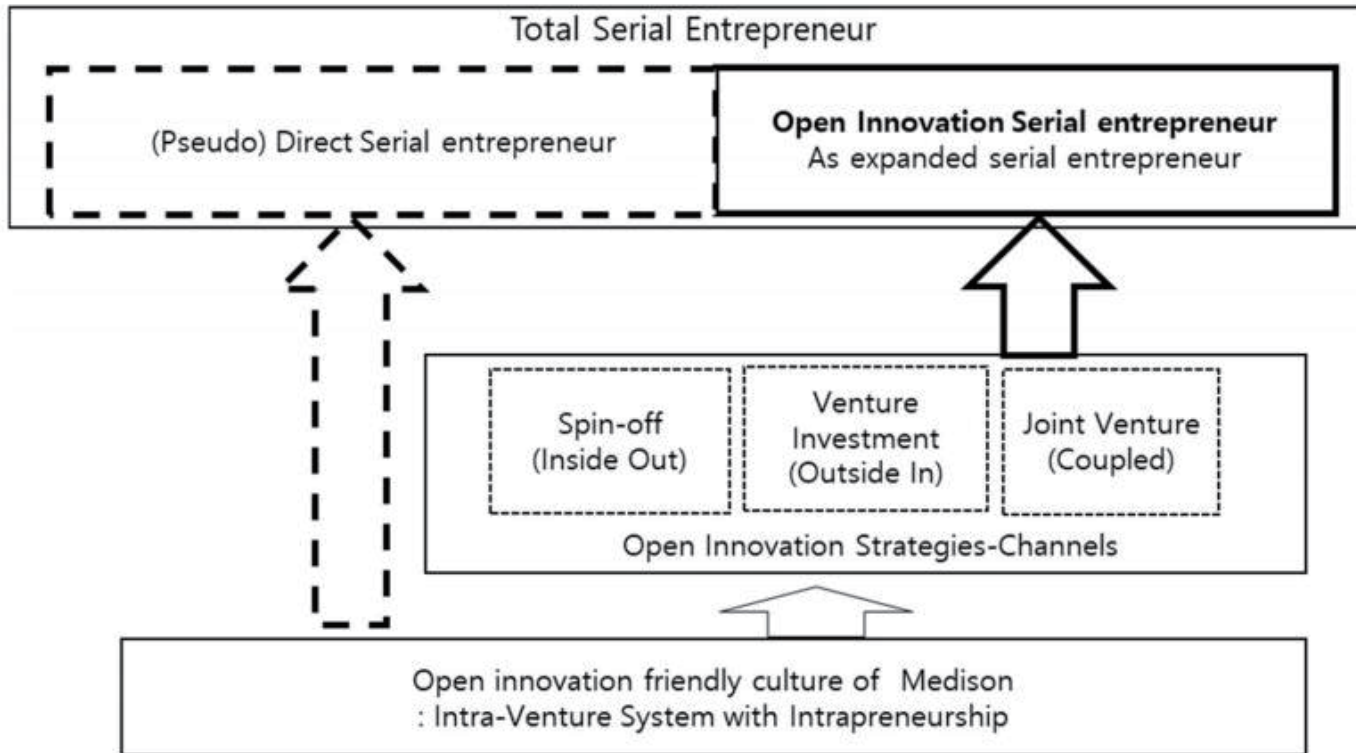 Total Serial Entrepreneur
(Pseudo) Direct Serial entrepreneur
Open Innovation Serial entrepreneur
As expanded serial entrepreneur
Spin-off
(Inside Out)
Venture
Investment
(Outside In)
Joint Venture
(Coupled)
Open Innovation Strategies-Channels
Open innovation friendly culture of Medison
: Intra-Venture System with Intrapreneurship